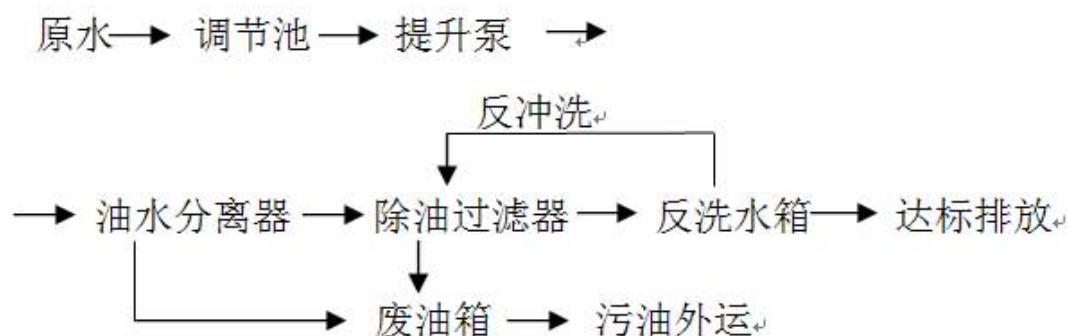 原水 调节池 提升泵
反冲洗
油水分离器 除油过滤器 反洗水箱 达标排放
废油箱 污油外运